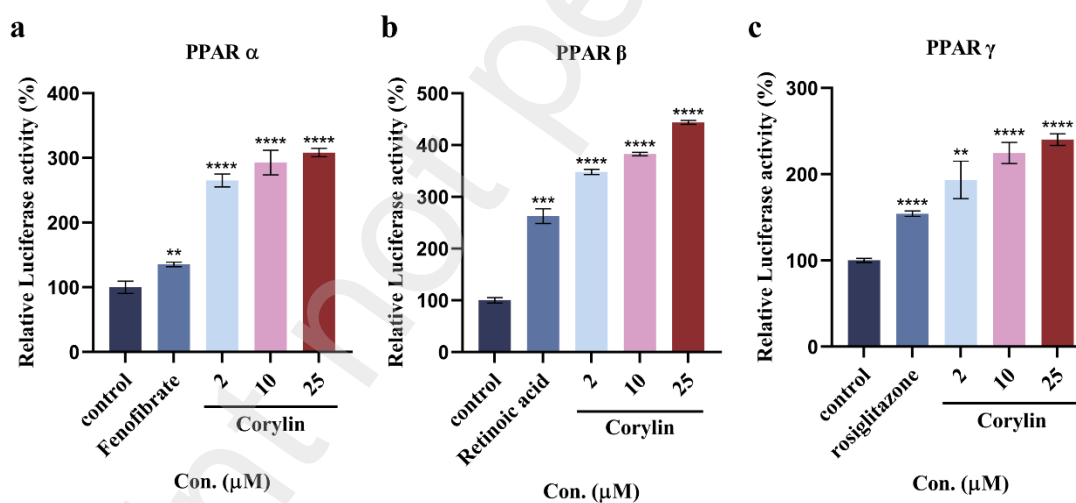 a
PPAR α
Relative Luciferase activity (%)
400
300
200
100
0
**
****
****
****
control
Fenofibrate
2
10
25
Corylin
Con. (μM)
b
PPAR β
Relative Luciferase activity (%)
500
400
300
200
100
0
***
****
****
****
control
Retinoic acid
2
10
25
Corylin
Con. (μM)
c
PPAR γ
Relative Luciferase activity (%)
300
200
100
0
****
**
****
****
control
rosiglitazone
2
10
25
Corylin
Con. (μM)
not